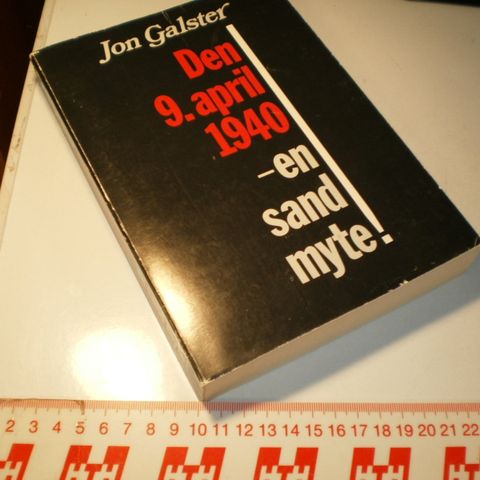 Jon Galster
Den
9. april
1940
–en
sand
myte!
2 3 4 5 6 7 8 9 10 11 12 13 14 15 16 17 18 19 20 21 22